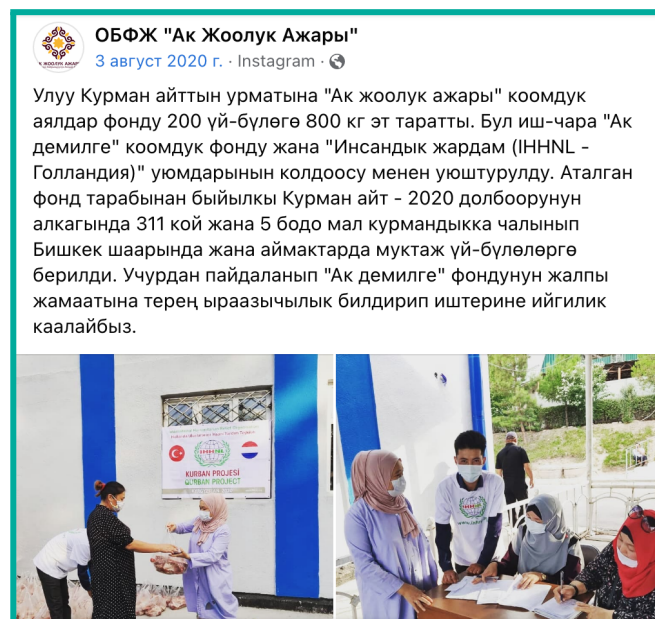 ОБФЖ "Ак Жоолук Ажары"
3 август 2020 г. · Instagram ·
Улуу Курман айттын урматына "Ак жоолук ажары" коомдук
аялдар фонду 200 үй-бүлөгө 800 кг эт таратты. Бул иш-чара "Ак
демилге" коомдук фонду жана "Инсандык жардам (IHHNL -
Голландия)" уюмдарынын колдоосу менен уюштурулду. Аталган
фонд тарабынан быйылкы Курман айт - 2020 долбоорунун
алкагында 311 кой жана 5 бодо мал курмандыкка чалынып
Бишкек шаарында жана аймактарда муктаж үй-бүлөлөргө
берилди. Учурдан пайдаланып "Ак демилге" фондунун жалпы
жамаатына терең ыраазычылык билдирип иштерине ийгилик
каалайбыз.
KURBAN PROJESİ
QURBAN PROJECT